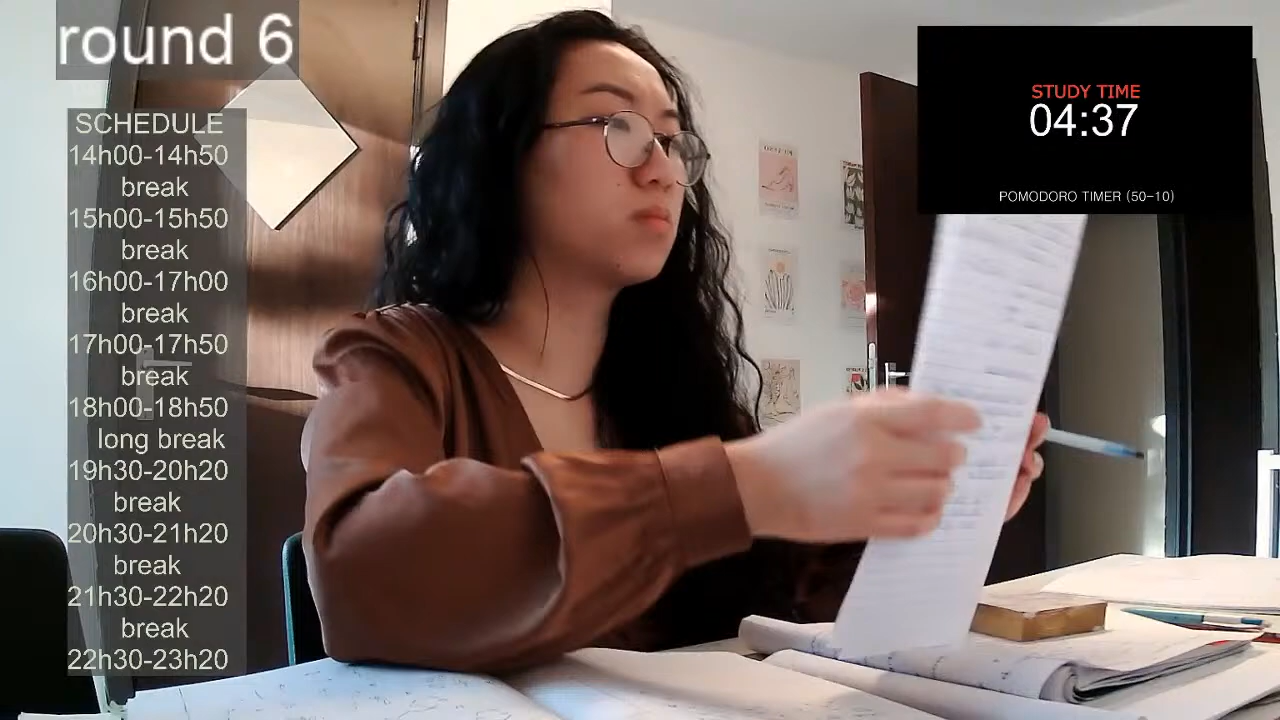 round 6
SCHEDULE
14h00-14h50
break
15h00-15h50
break
16h00-17h00
break
17h00-17h50
break
18h00-18h50
long break
19h30-20h20
break
20h30-21h20
break
21h30-22h20
break
22h30-23h20
STUDY TIME
04:37
POMODORO TIMER (50-10)